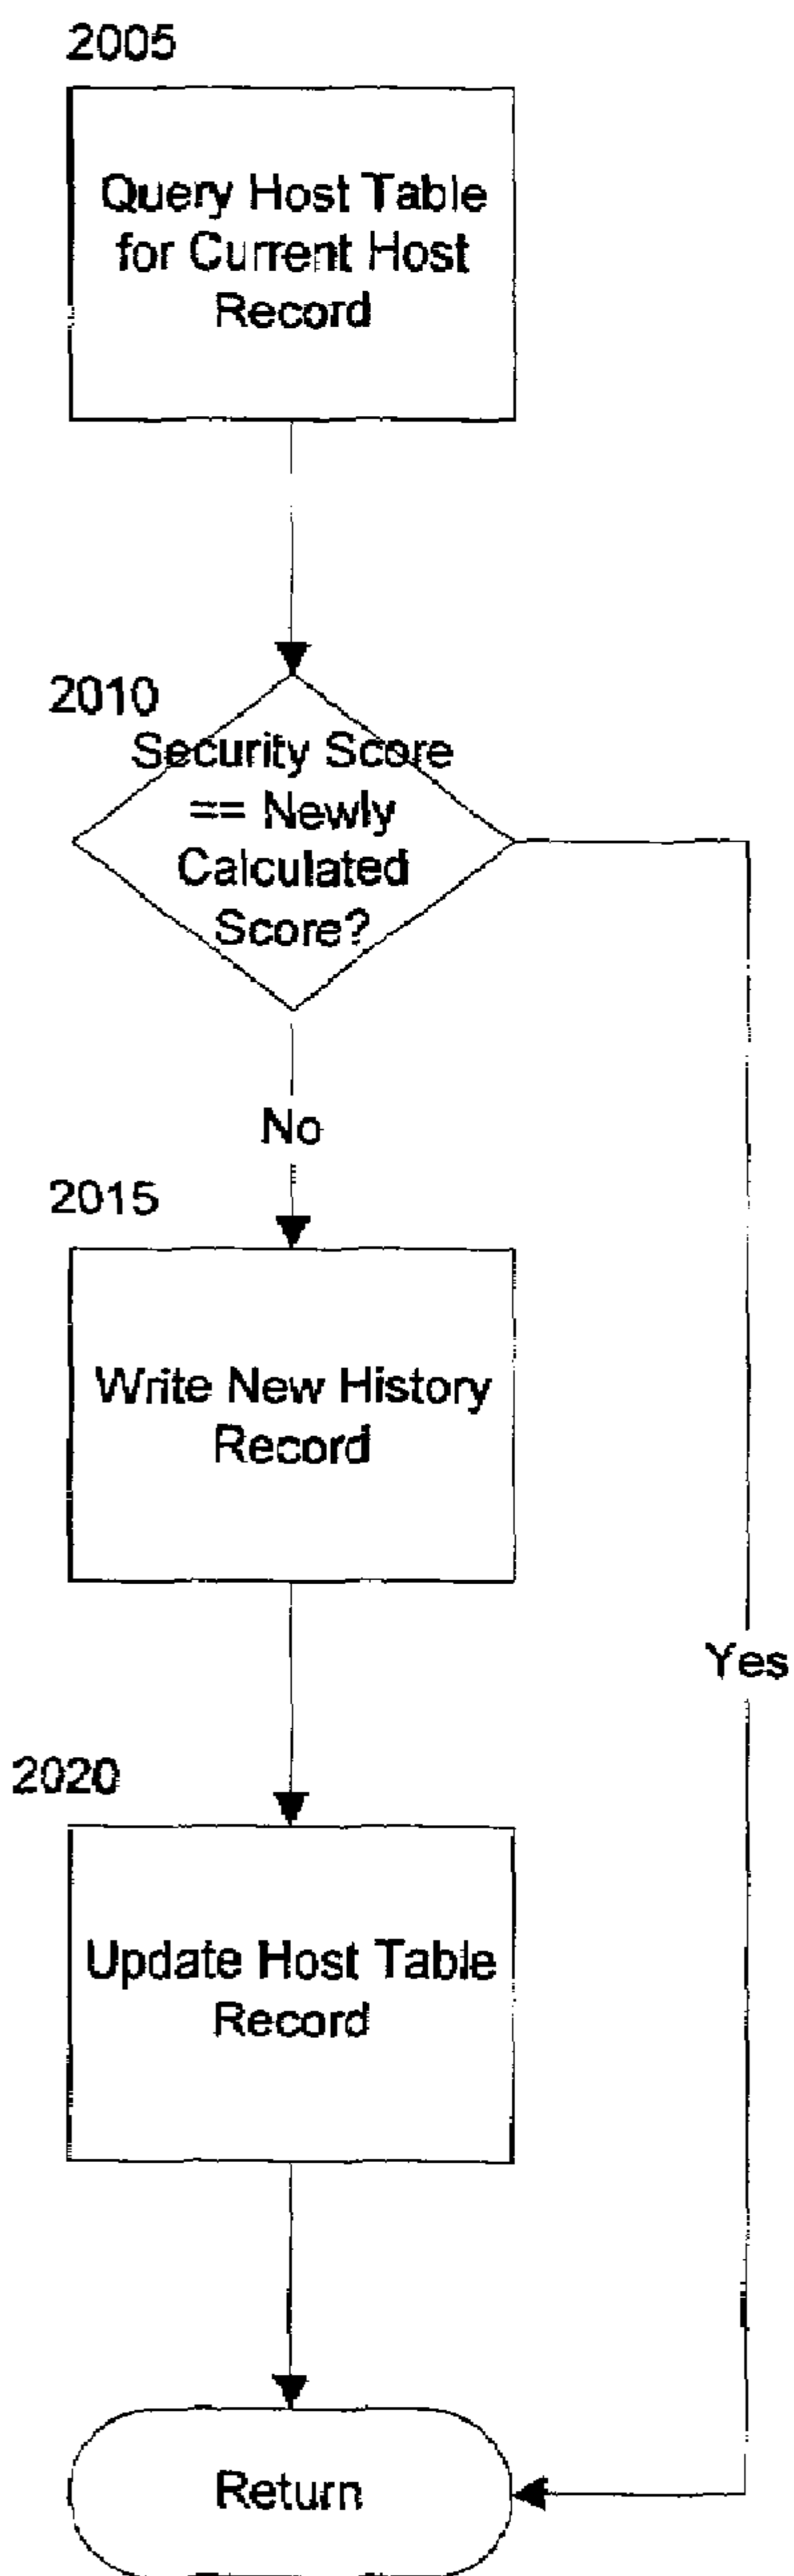 2005
Query Host Table
for Current Host
Record
2010
Security Score
== Newly
Calculated
Score?
No
2015
Write New History
Record
Yes
2020
Update Host Table
Record
Return